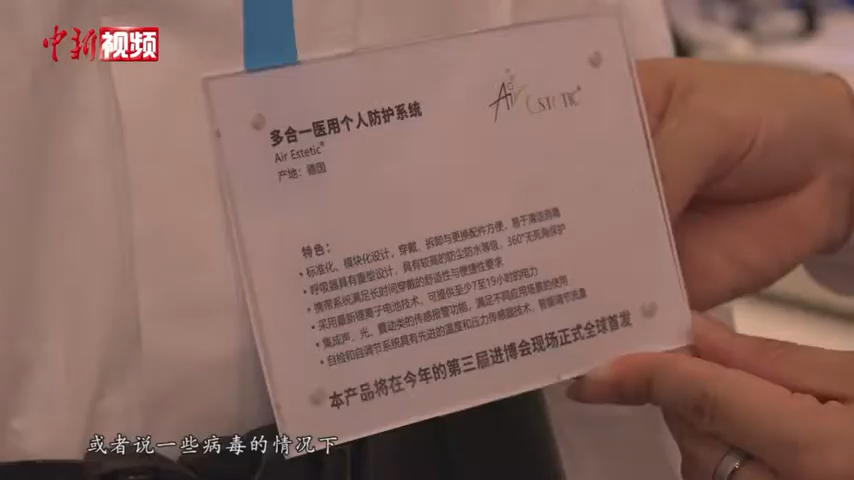 中新视频
多合一医用个人防护系统
Air Estetic®
Air ESTETIC®
产地：德国
特色：
• 标准化、模块化设计，穿戴、拆卸与更换配件方便，易于清洁消毒
• 呼吸器具有重塑设计，具有较高的防尘防水等级，360°无死角保护
• 携带系统满足长时间穿戴的舒适性与便捷性要求
• 采用最新锂离子电池技术，可提供至少7至19小时的电力
• 集成声、光、震动类的传感报警功能，满足不同应用场景的使用
• 自检和自调节系统具有先进的温度和压力传感器技术，智能调节流量
本产品将在今年的第三届进博会现场正式全球首发
或者说一些病毒的情况下